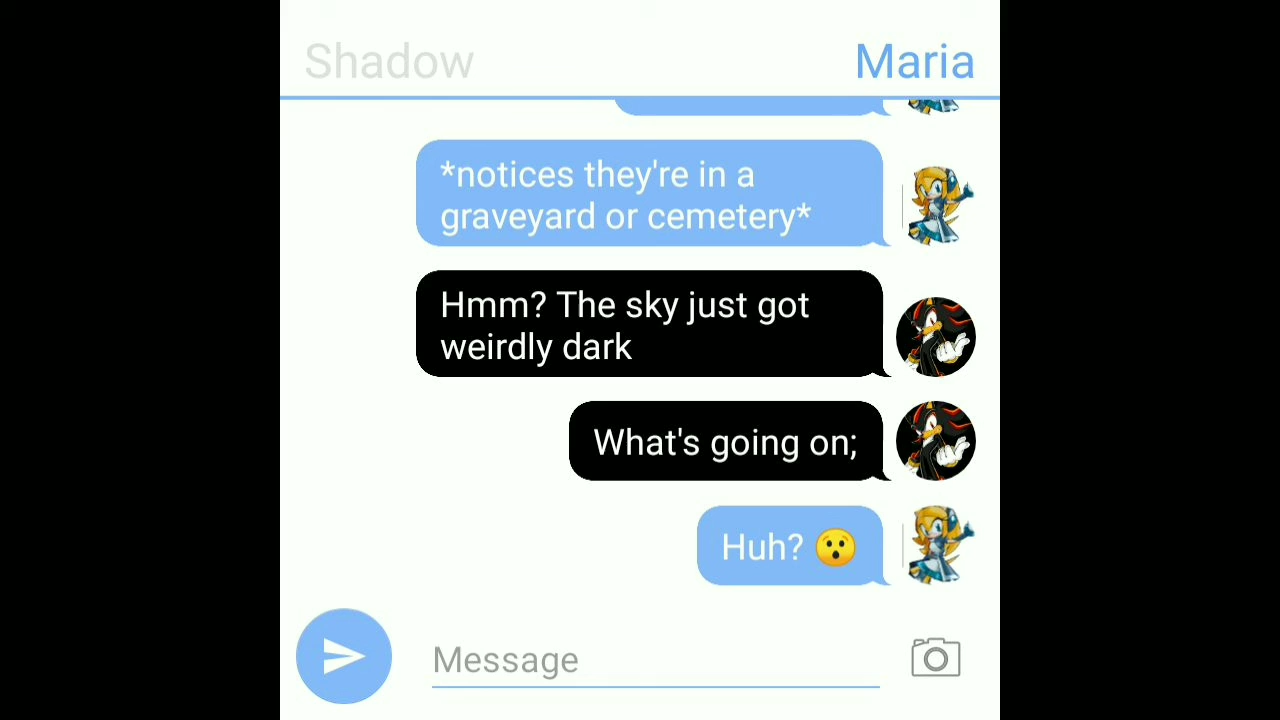 Shadow
Maria
*notices they're in a
graveyard or cemetery*
Hmm? The sky just got
weirdly dark
What's going on;
Huh? 😯
Message